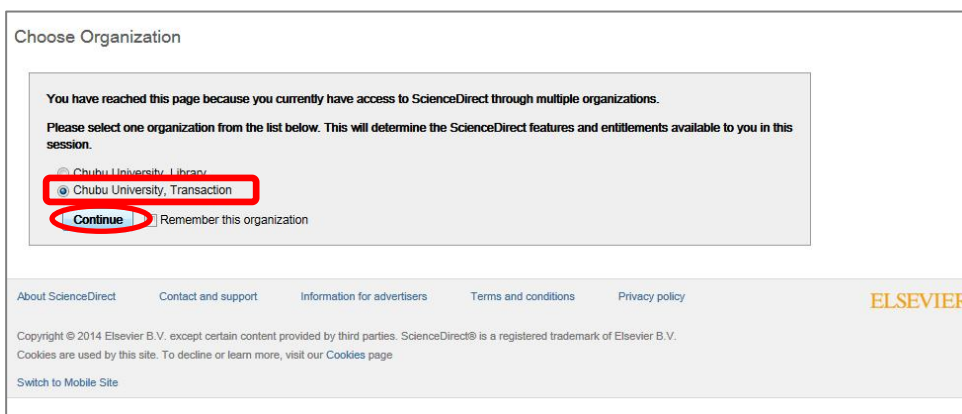 Choose Organization
You have reached this page because you currently have access to ScienceDirect through multiple organizations.
Please select one organization from the list below. This will determine the ScienceDirect features and entitlements available to you in this
session.
Chubu University, Library
Chubu University, Transaction
Continue Remember this organization
About ScienceDirect Contact and support Information for advertisers Terms and conditions Privacy policy
ELSEVIER
Copyright © 2014 Elsevier B.V. except certain content provided by third parties. ScienceDirect® is a registered trademark of Elsevier B.V.
Cookies are used by this site. To decline or learn more, visit our Cookies page
Switch to Mobile Site